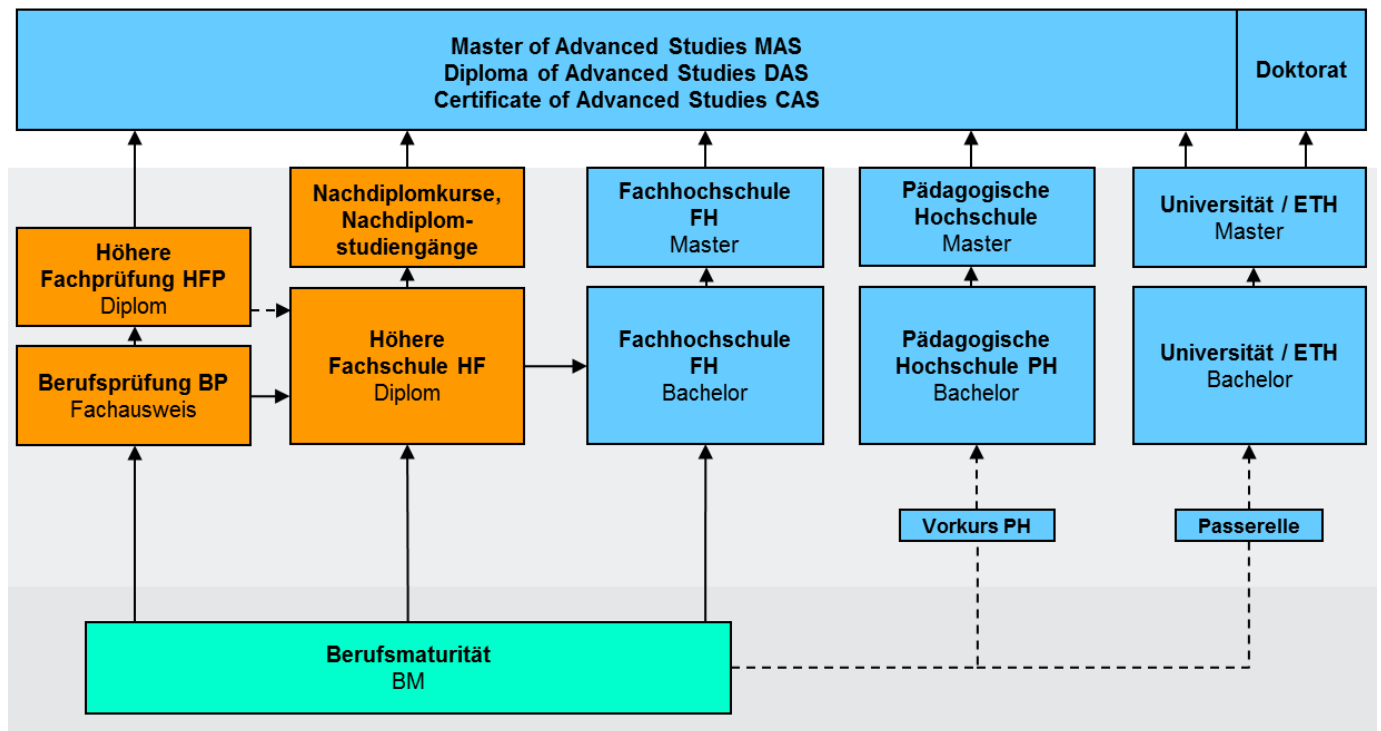 Master of Advanced Studies MAS
Diploma of Advanced Studies DAS
Certificate of Advanced Studies CAS
Doktorat
Nachdiplomkurse,
Nachdiplom-
studiengänge
Fachhochschule
FH
Master
Pädagogische
Hochschule
Master
Universität / ETH
Master
Höhere
Fachprüfung HFP
Diplom
Berufsprüfung BP
Fachausweis
Höhere
Fachschule HF
Diplom
Fachhochschule
FH
Bachelor
Pädagogische
Hochschule PH
Bachelor
Universität / ETH
Bachelor
Vorkurs PH
Passerelle
Berufsmaturität
BM